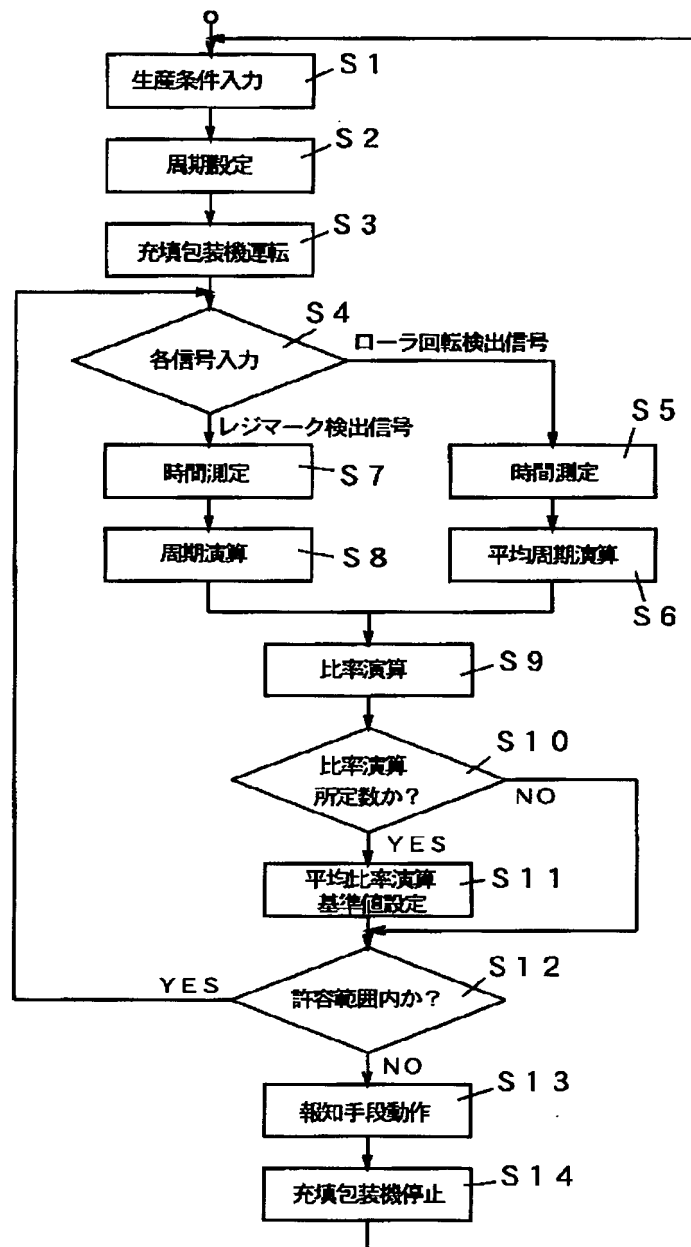 生産条件入力
S1
周期設定
S2
充填包装機運転
S3
各信号入力
S4
ローラ回転検出信号
レジマーク検出信号
時間測定
S7
時間測定
S5
周期演算
S8
平均周期演算
S6
比率演算
S9
比率演算
所定数か?
S10
NO
YES
平均比率演算
基準値設定
S11
許容範囲内か?
S12
YES
NO
報知手段動作
S13
充填包装機停止
S14